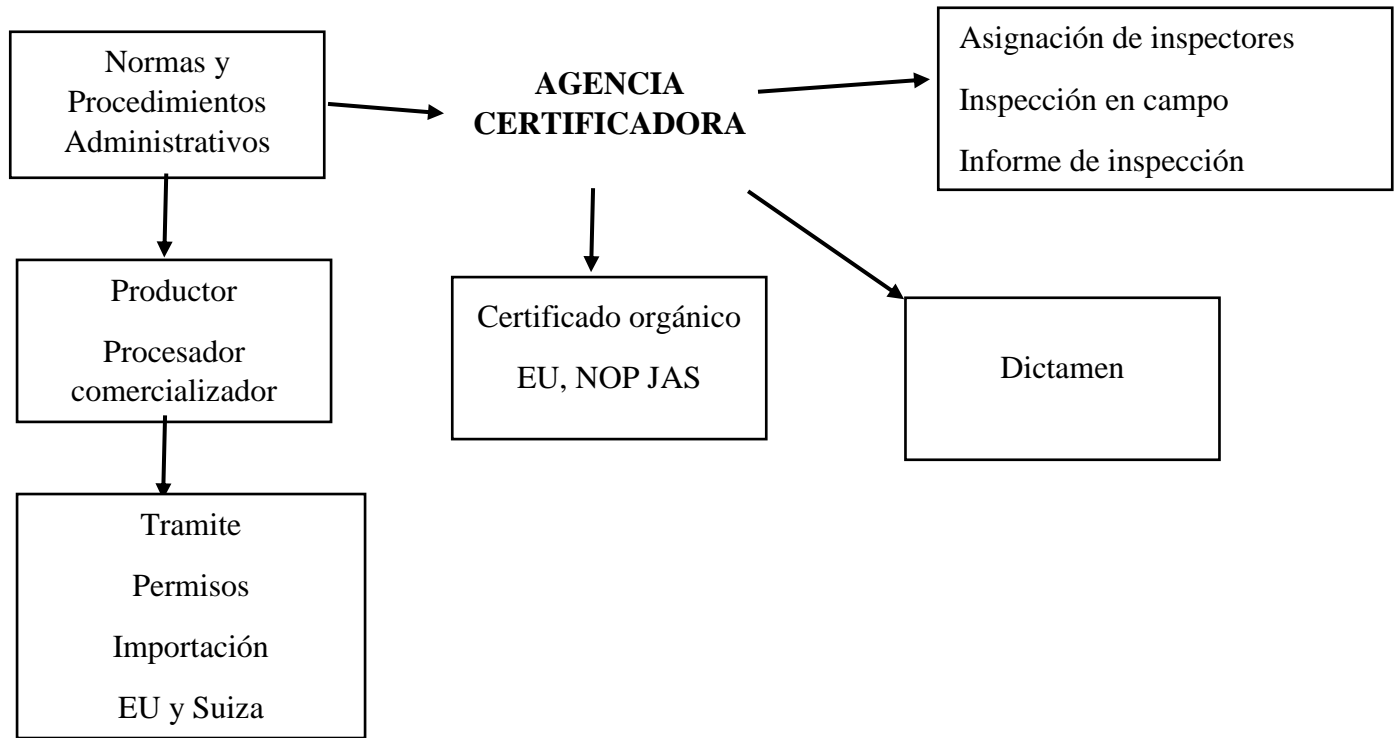 Normas y
Procedimientos
Administrativos
AGENCIA
CERTIFICADORA
Asignación de inspectores
Inspección en campo
Informe de inspección
Productor
Procesador
comercializador
Certificado orgánico
EU, NOP JAS
Dictamen
Tramite
Permisos
Importación
EU y Suiza